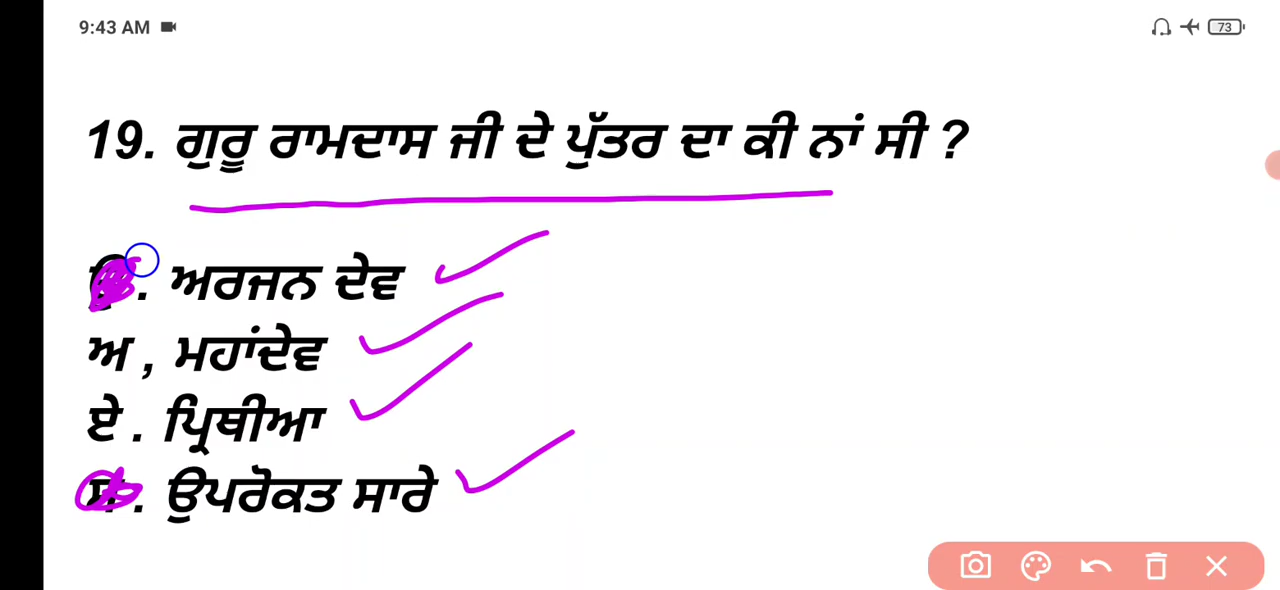 9:43 AM
73
19. ਗੁਰੂ ਰਾਮਦਾਸ ਜੀ ਦੇ ਪੁੱਤਰ ਦਾ ਕੀ ਨਾਂ ਸੀ ?
. ਅਰਜਨ ਦੇਵ
ਅ , ਮਹਾਂਦੇਵ
ੲ . ਪ੍ਰਿਥੀਆ
. ਉਪਰੋਕਤ ਸਾਰੇ